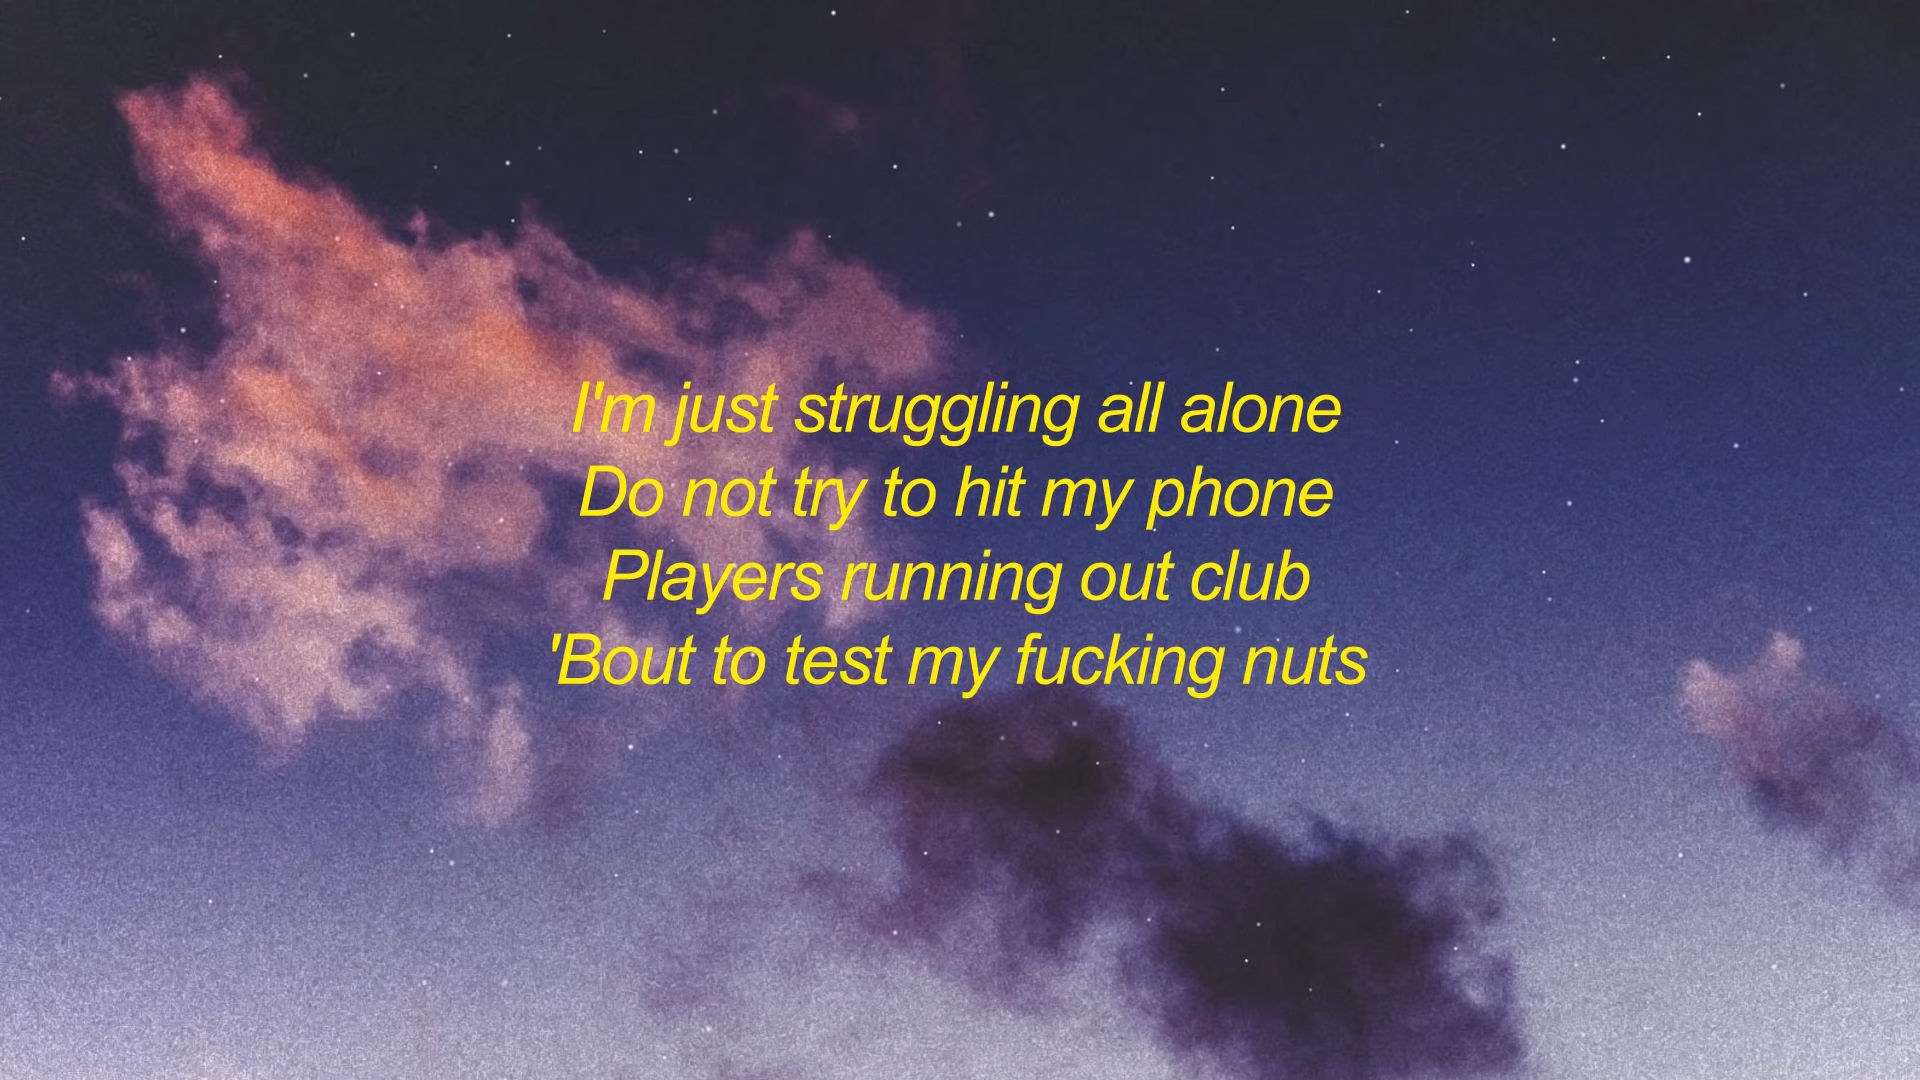 I'm just struggling all alone
Do not try to hit my phone
Players running out club
'Bout to test my fucking nuts